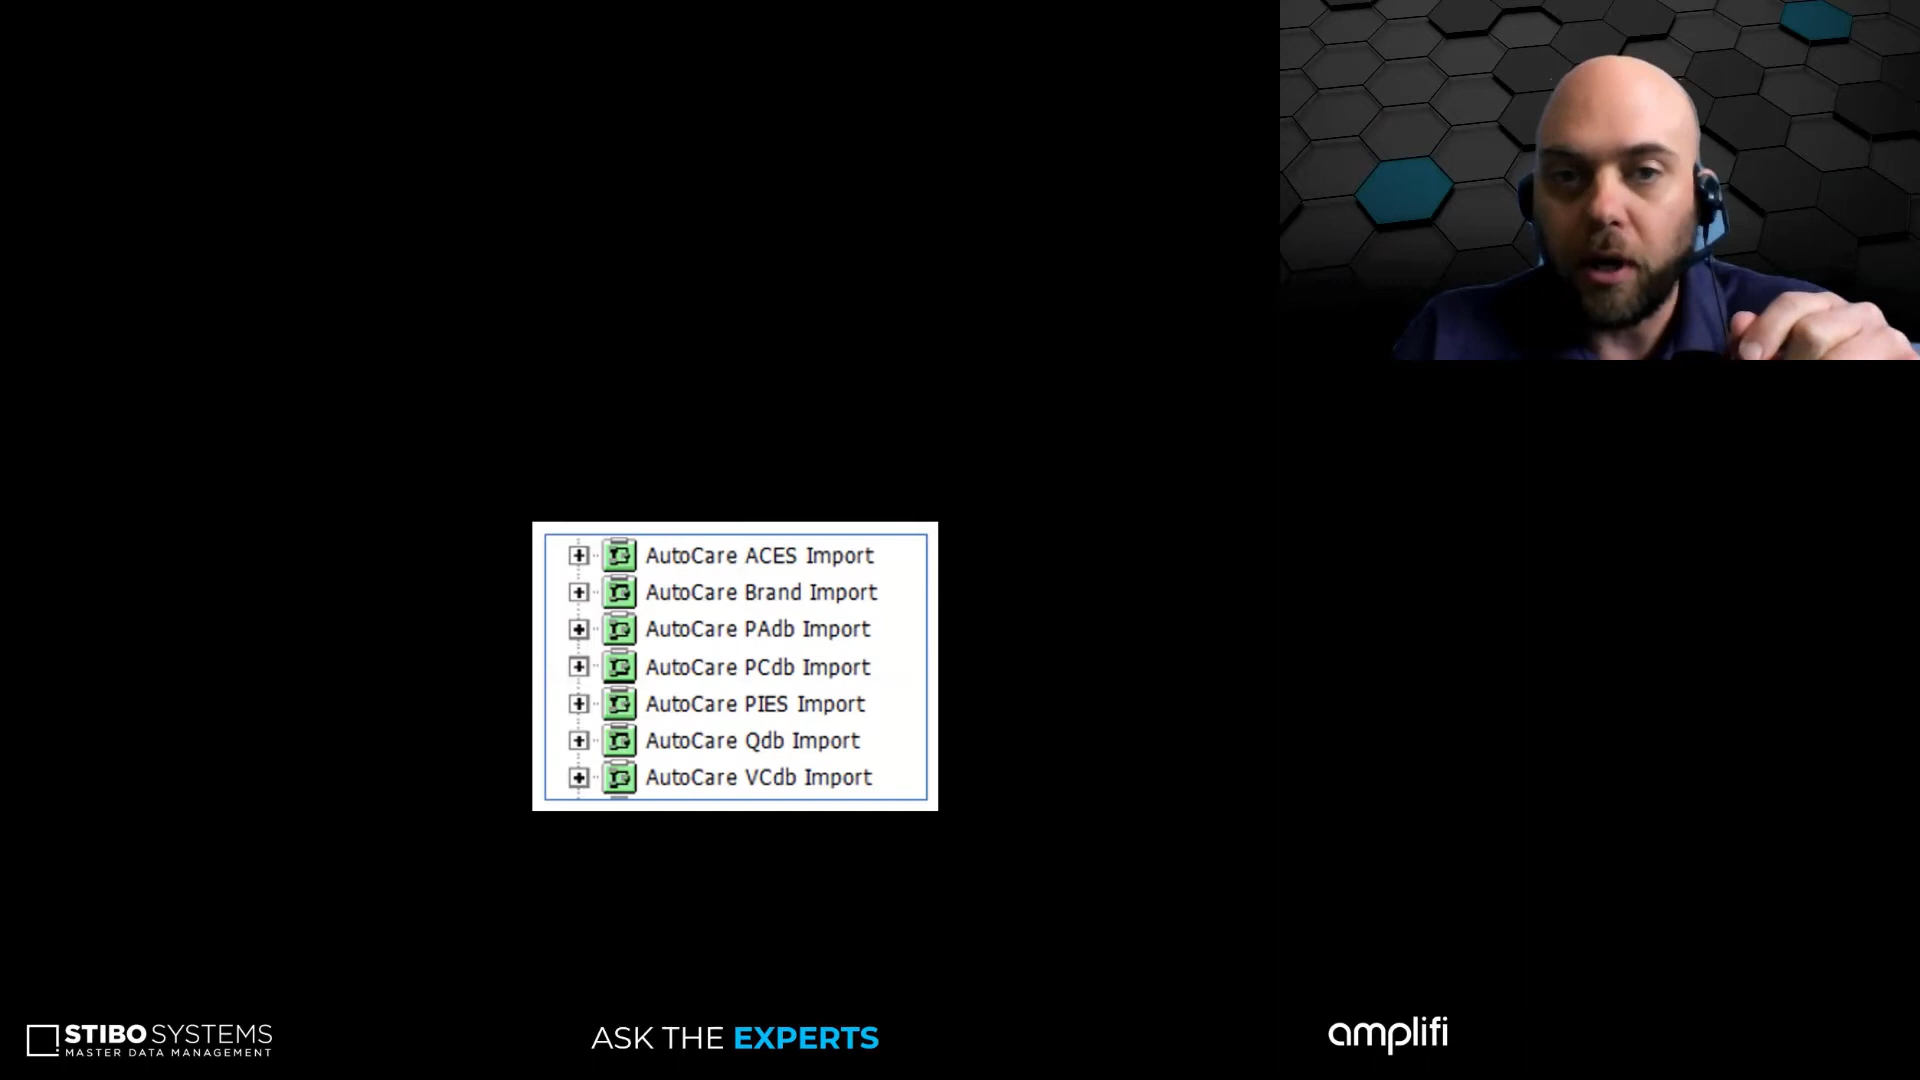 AutoCare ACES Import
AutoCare Brand Import
AutoCare PAdb Import
AutoCare PCdb Import
AutoCare PIES Import
AutoCare Qdb Import
AutoCare VCdb Import
STIBO SYSTEMS
MASTER DATA MANAGEMENT
ASK THE EXPERTS
amplifi